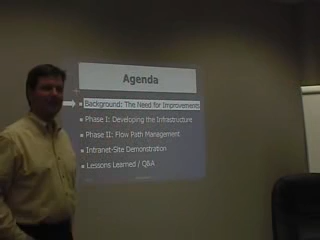 Agenda
Background: The Need for Improvements
Phase I: Developing the Infrastructure
Phase II: Flow Path Management
Intranet-Site Demonstration
Lessons Learned / Q&A